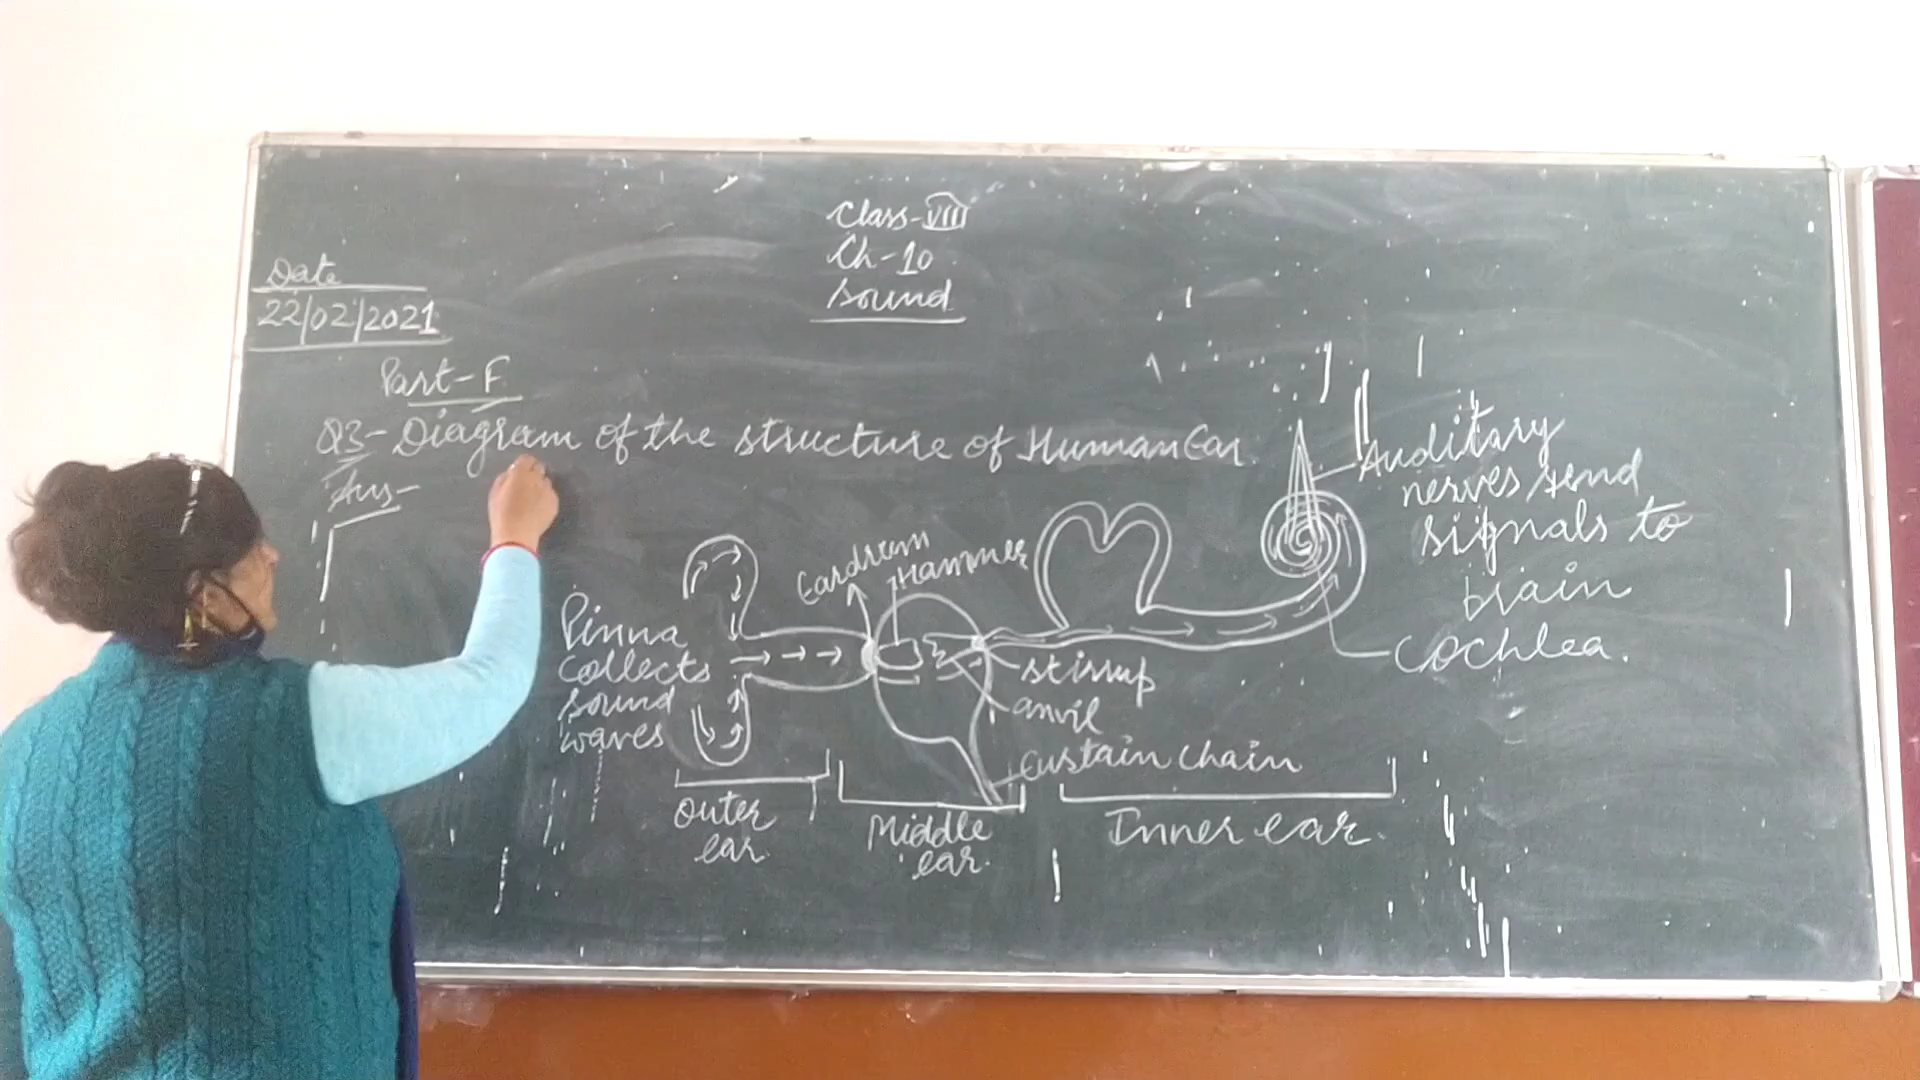 Class-VIII
Ch-10
Sound
Date
22/02/2021
Part-F
Q3-Diagram of the structure of Human Ear.
Ans-
Pinna
collects
sound
waves
Eardrum
Hammer
stirrup
anvil
Eustain chain
Auditary
nerves send
signals to
brain
Cochlea.
Outer
ear.
Middle
ear.
Inner ear.